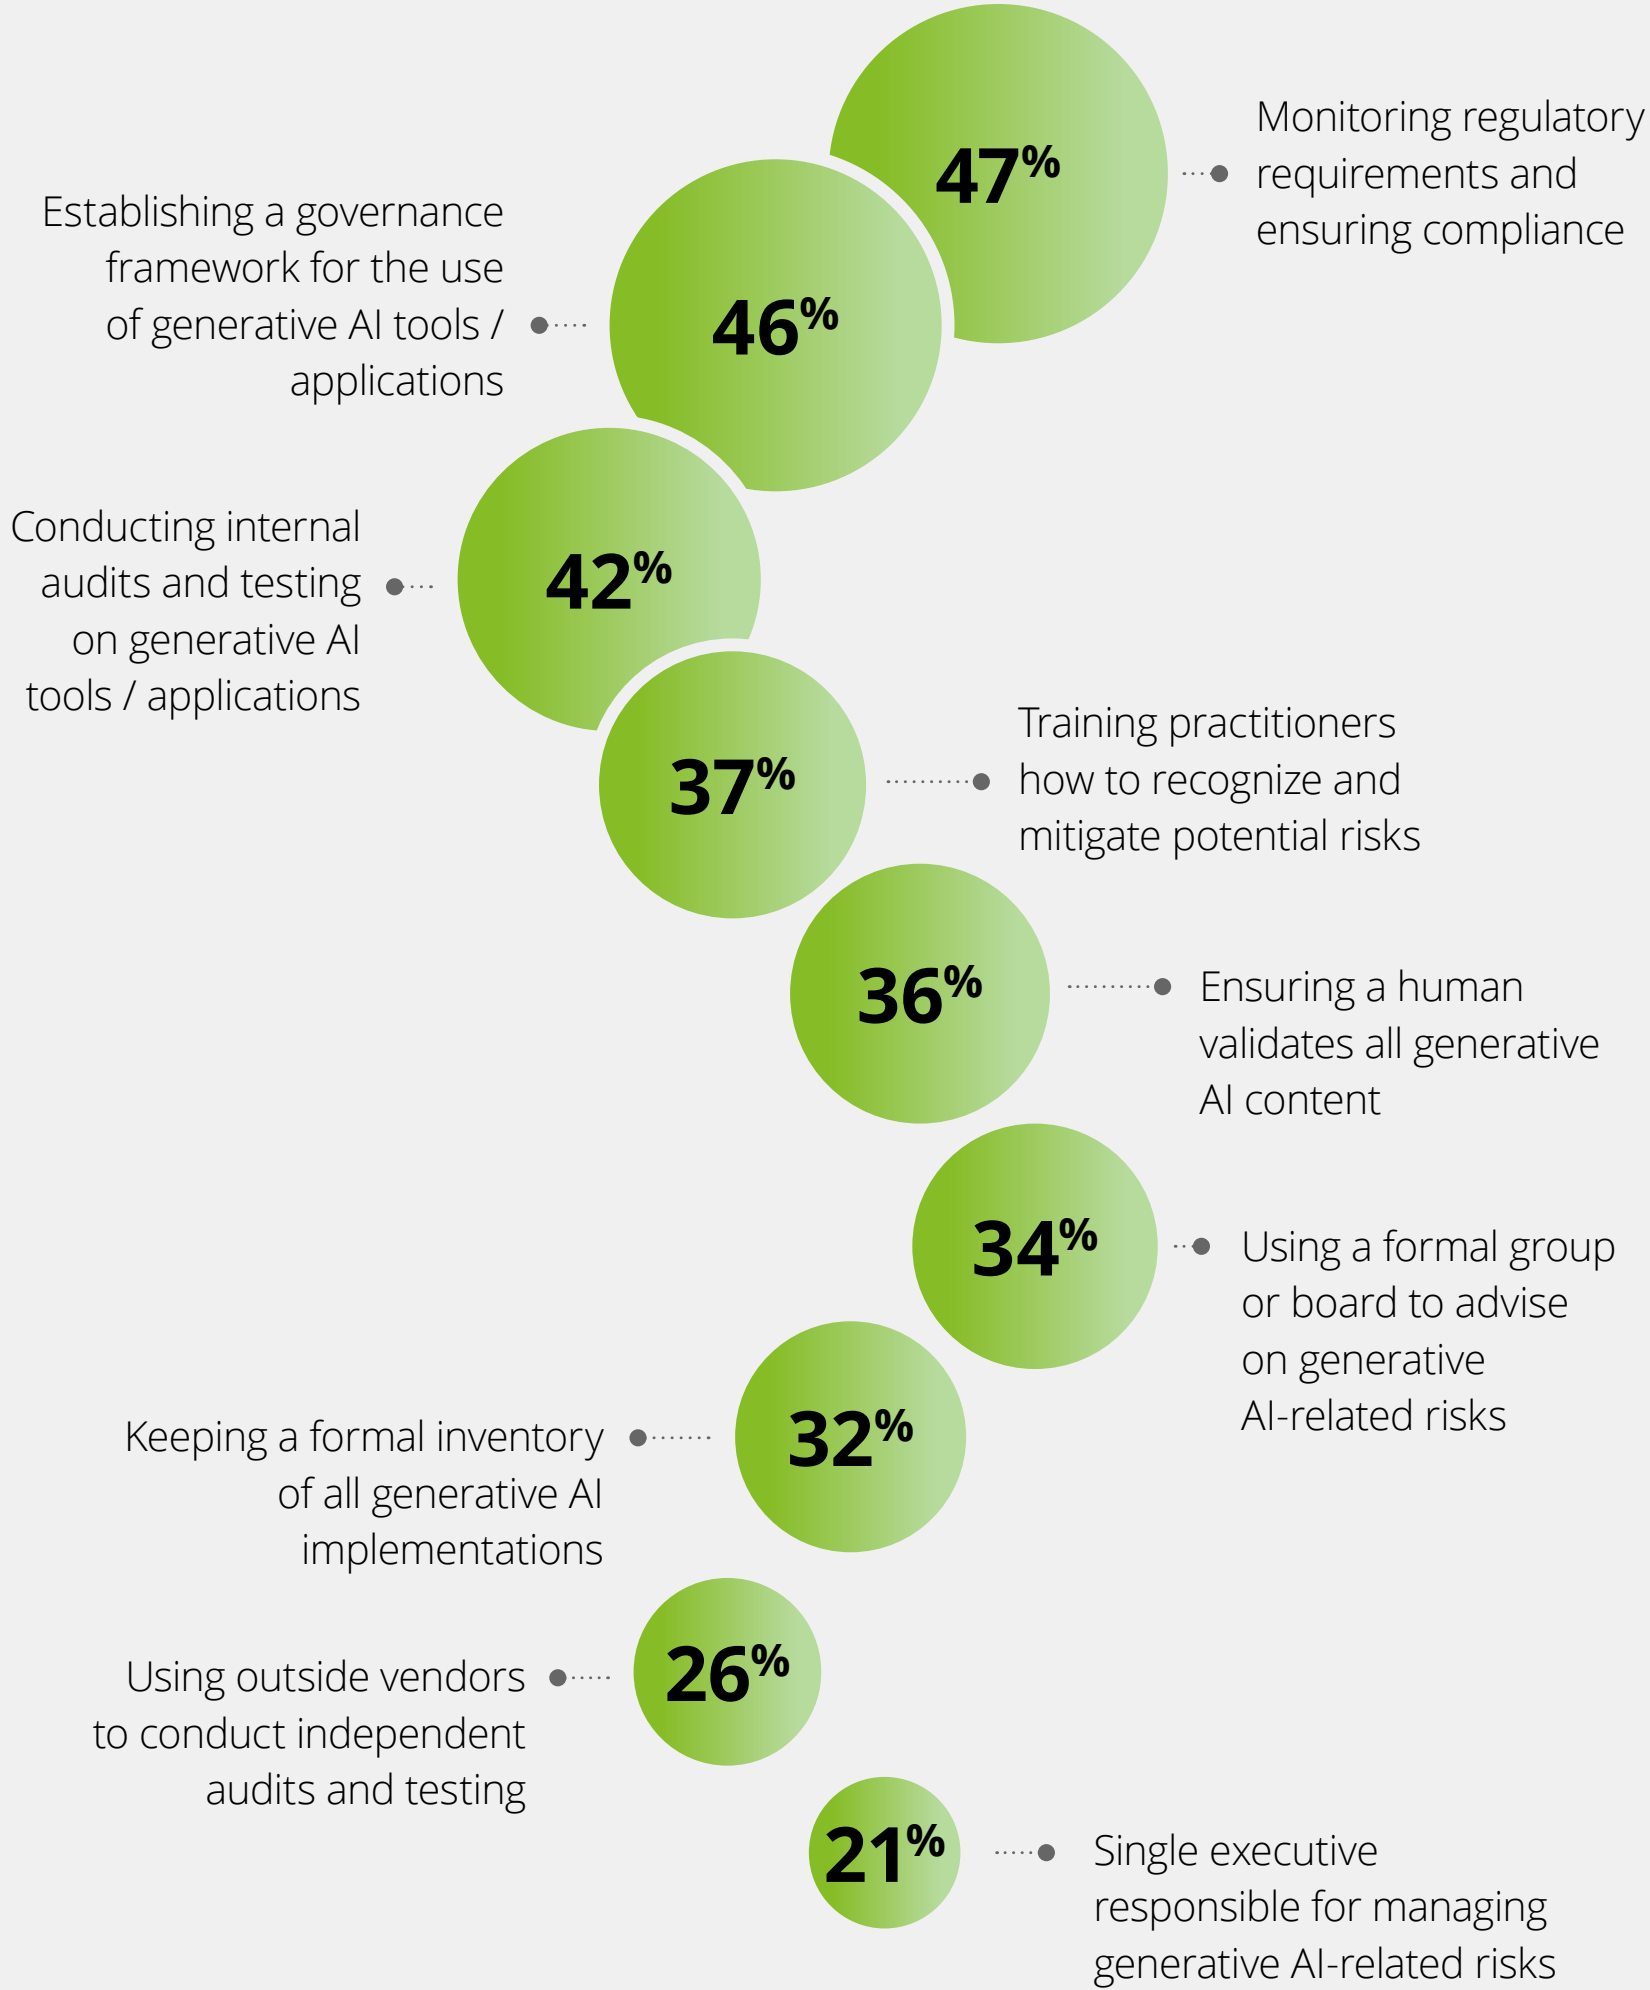 47%
Monitoring regulatory
requirements and
ensuring compliance
Establishing a governance
framework for the use
of generative AI tools /
applications
46%
Conducting internal
audits and testing
on generative AI
tools / applications
42%
37%
Training practitioners
how to recognize and
mitigate potential risks
36%
Ensuring a human
validates all generative
AI content
34%
Using a formal group
or board to advise
on generative
AI-related risks
Keeping a formal inventory
of all generative AI
implementations
32%
Using outside vendors
to conduct independent
audits and testing
26%
21%
Single executive
responsible for managing
generative AI-related risks